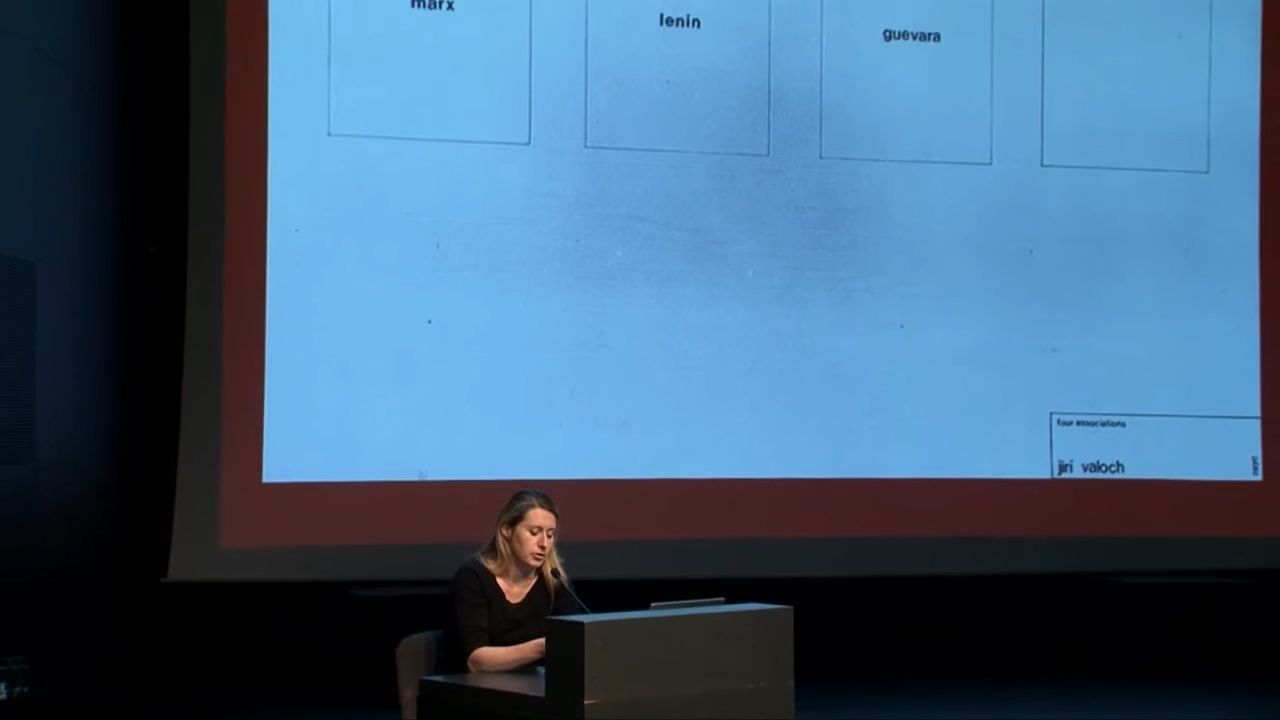 marx
lenin
guevara
four associations
jiří valoch